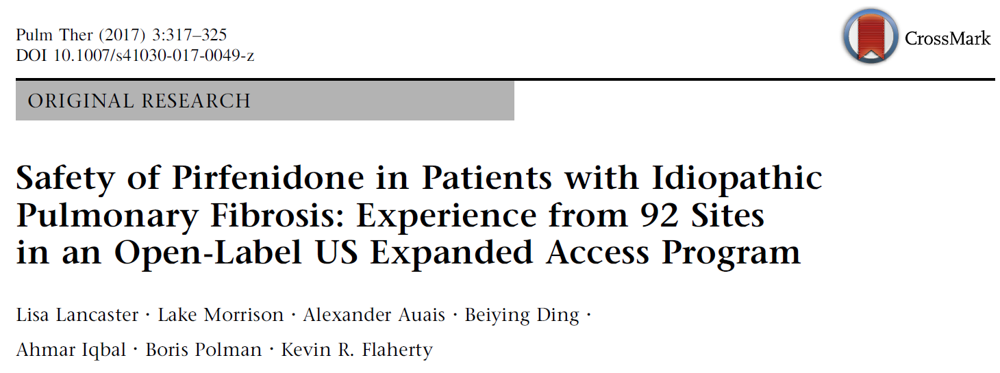 Pulm Ther (2017) 3:317–325
DOI 10.1007/s41030-017-0049-z
CrossMark
ORIGINAL RESEARCH
Safety of Pirfenidone in Patients with Idiopathic
Pulmonary Fibrosis: Experience from 92 Sites
in an Open-Label US Expanded Access Program
Lisa Lancaster · Lake Morrison · Alexander Auais · Beiying Ding ·
Ahmar Iqbal · Boris Polman · Kevin R. Flaherty